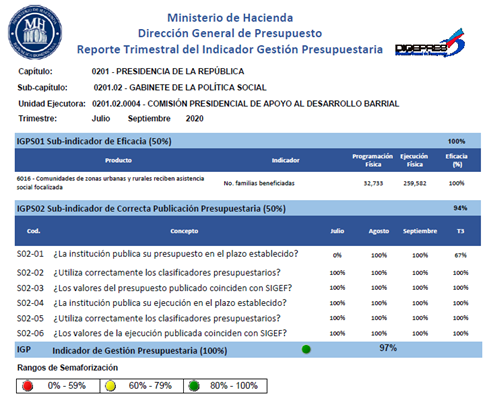 Ministerio de Hacienda
Dirección General de Presupuesto
Reporte Trimestral del Indicador Gestión Presupuestaria
DIGEPRES
Capítulo: 0201 - PRESIDENCIA DE LA REPÚBLICA
Sub-capítulo: 0201.02 - GABINETE DE LA POLÍTICA SOCIAL
Unidad Ejecutora: 0201.02.0004 - COMISIÓN PRESIDENCIAL DE APOYO AL DESARROLLO BARRIAL
Trimestre: Julio Septiembre 2020
IGPS01 Sub-indicador de Eficacia (50%) 100%
Producto Indicador Programación Física Ejecución Física Eficacia (%)
6016 - Comunidades de zonas urbanas y rurales reciben asistencia social focalizada No. familias beneficiadas 32,733 259,582 100%
IGPS02 Sub-indicador de Correcta Publicación Presupuestaria (50%) 94%
Cod. Concepto Julio Agosto Septiembre T3
S02-01 ¿La institución publica su presupuesto en el plazo establecido? 0% 100% 100% 67%
S02-02 ¿Utiliza correctamente los clasificadores presupuestarios? 100% 100% 100% 100%
S02-03 ¿Los valores del presupuesto publicado coinciden con SIGEF? 100% 100% 100% 100%
S02-04 ¿La institución publica su ejecución en el plazo establecido? 100% 100% 100% 100%
S02-05 ¿Utiliza correctamente los clasificadores presupuestarios? 100% 100% 100% 100%
S02-06 ¿Los valores de la ejecución publicada coinciden con SIGEF? 100% 100% 100% 100%
IGP Indicador de Gestión Presupuestaria (100%) 97%
Rangos de Semaforización
0% - 59% 60% - 79% 80% - 100%